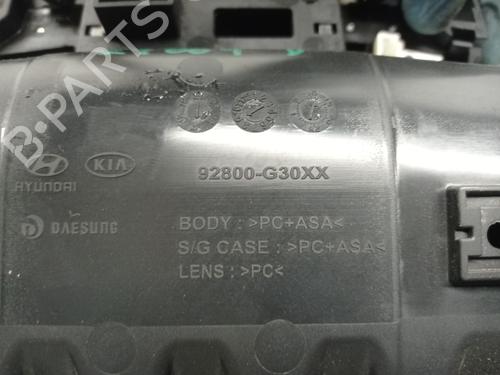 B-PARTS
HYUNDAI
KIA
92800-G30XX
DAESUNG
BODY : >PC+ASA<
S/G CASE : >PC+ASA<
LENS : >PC<